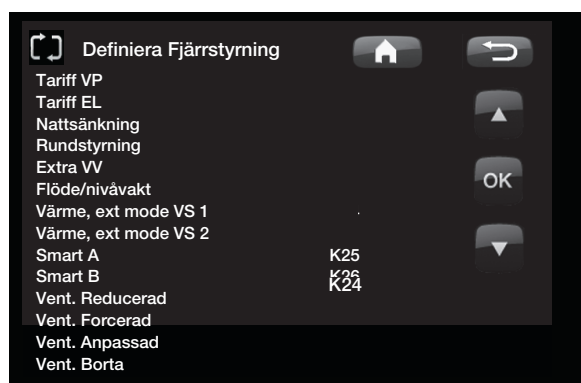 Definiera Fjärrstyrning
Tariff VP
Tariff EL
Nattsänkning
Rundstyrning
Extra VV
Flöde/nivåvakt
OK
Värme, ext mode VS 1
Värme, ext mode VS 2
Smart A K25
Smart B K26
K24
Vent. Reducerad
Vent. Forcerad
Vent. Anpassad
Vent. Borta